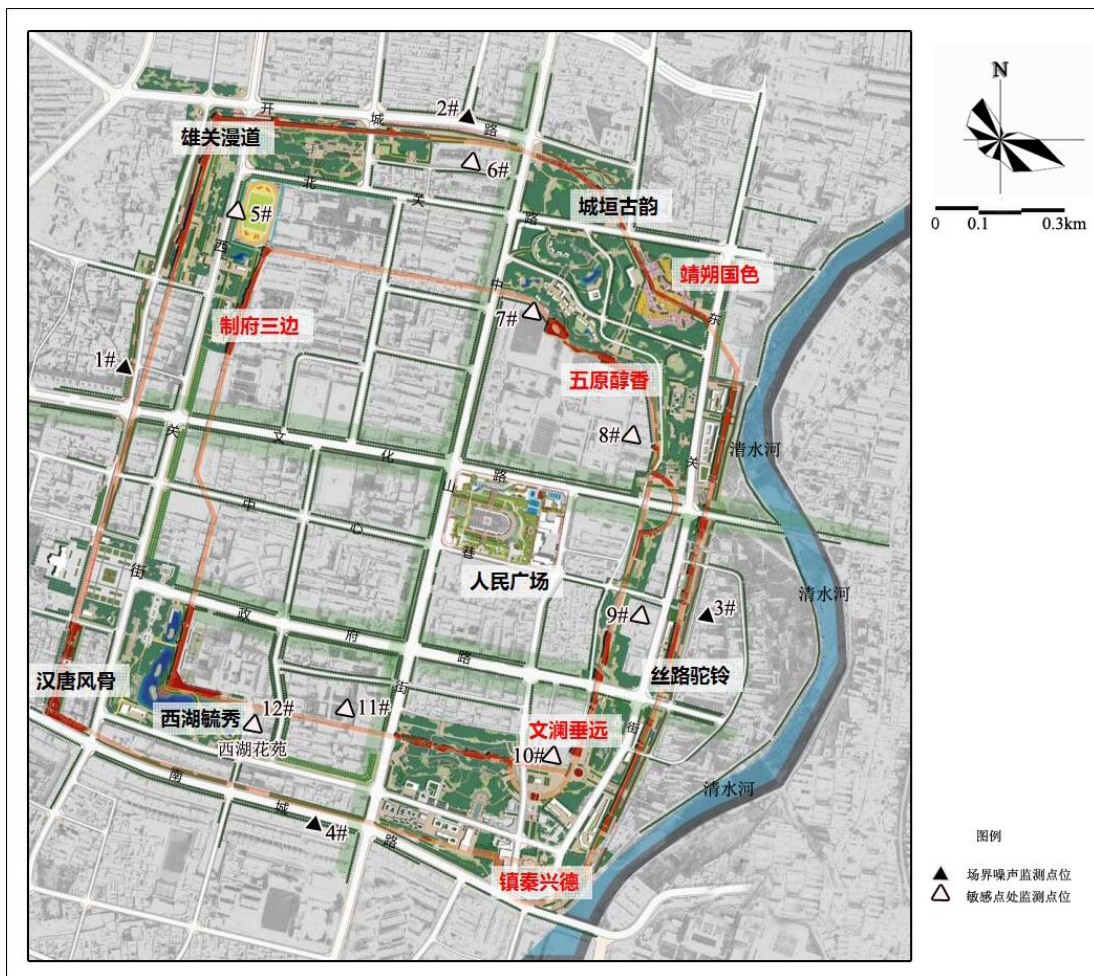 N
0 0.1 0.3km
2#
开城路
雄关漫道
6#
北关路
城垣古韵
5#
西关街
靖朔国色
东关街
制府三边
7#
中山街
1#
五原醇香
8#
清水河
文化路
中心巷
人民广场
清水河
9#
3#
政府路
丝路驼铃
汉唐风骨
西湖毓秀
12#
11#
西湖花苑
文澜垂远
10#
清水河
南城路
4#
镇秦兴德
图例
场界噪声监测点位
敏感点处监测点位